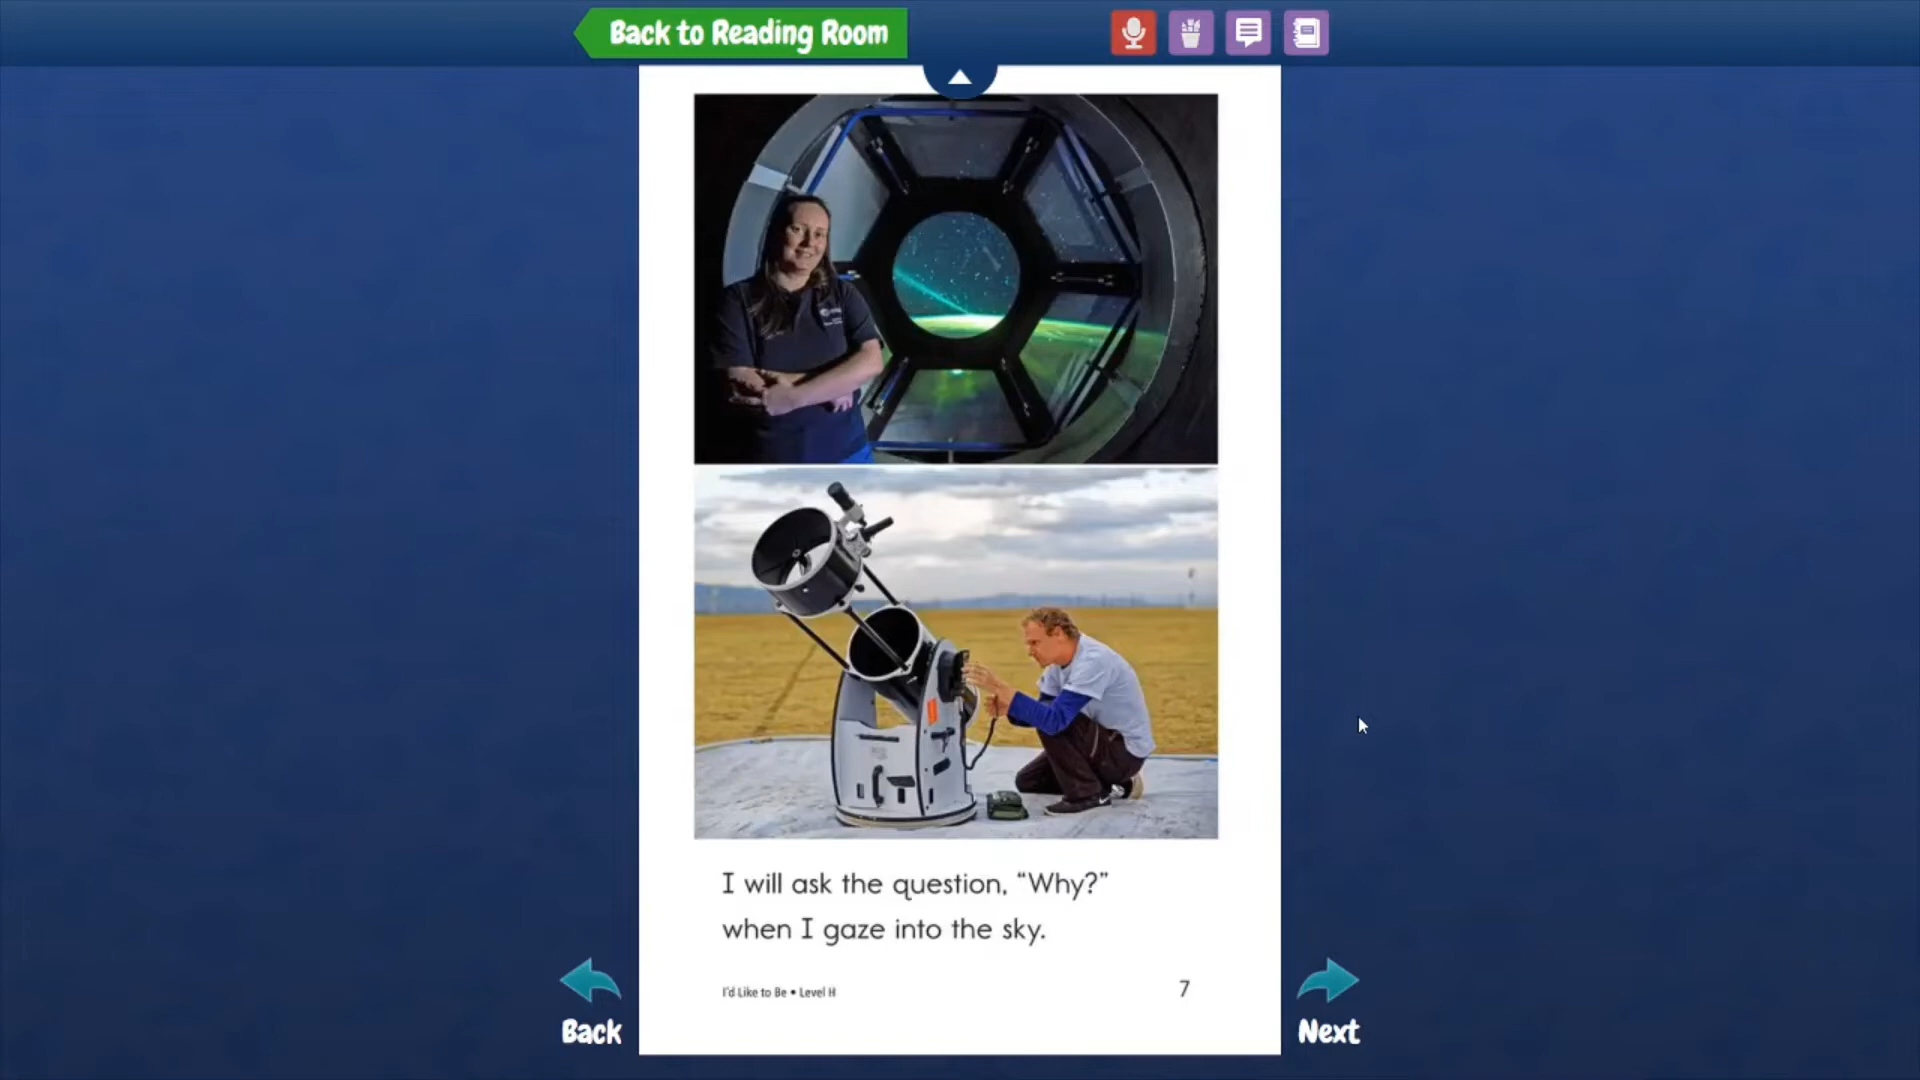 Back to Reading Room
I will ask the question, “Why?”
when I gaze into the sky.
I'd Like to Be • Level H
7
Back
Next